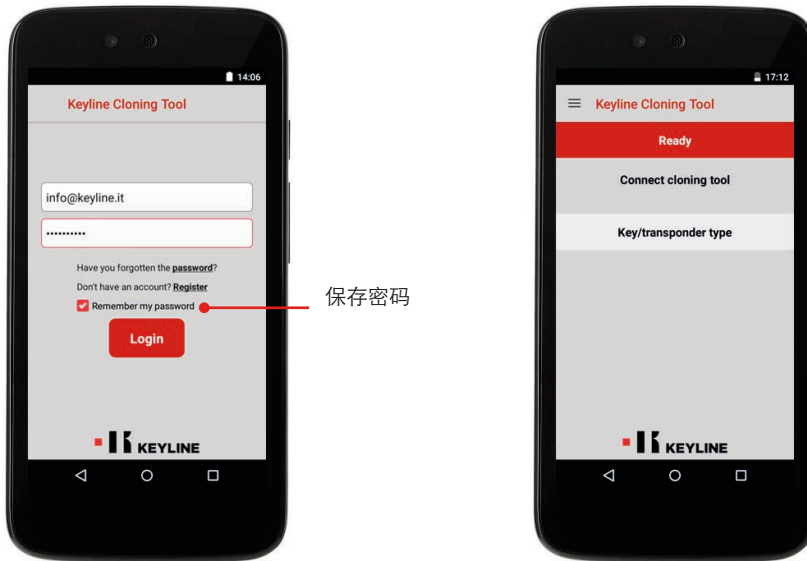 14:06
Keyline Cloning Tool
info@keyline.it
••••••••••
Have you forgotten the password?
Don't have an account? Register
Remember my password
Login
KEYLINE
保存密码
17:12
Keyline Cloning Tool
Ready
Connect cloning tool
Key/transponder type
KEYLINE